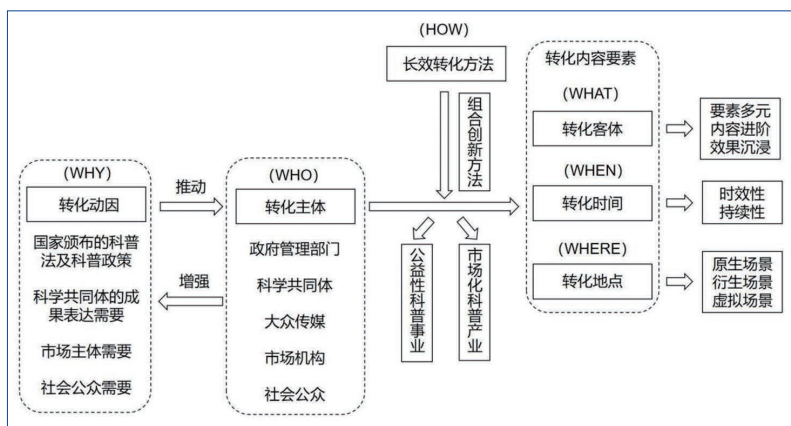 (WHY)
转化动因
国家颁布的科普
法及科普政策
科学共同体的成
果表达需要
市场主体需要
社会公众需要
推动
增强
(WHO)
转化主体
政府管理部门
科学共同体
大众传媒
市场机构
社会公众
(HOW)
长效转化方法
组合创新方法
公益性科普事业
市场化科普产业
转化内容要素
(WHAT)
转化客体
(WHEN)
转化时间
(WHERE)
转化地点
要素多元
内容进阶
效果沉浸
时效性
持续性
原生场景
衍生场景
虚拟场景